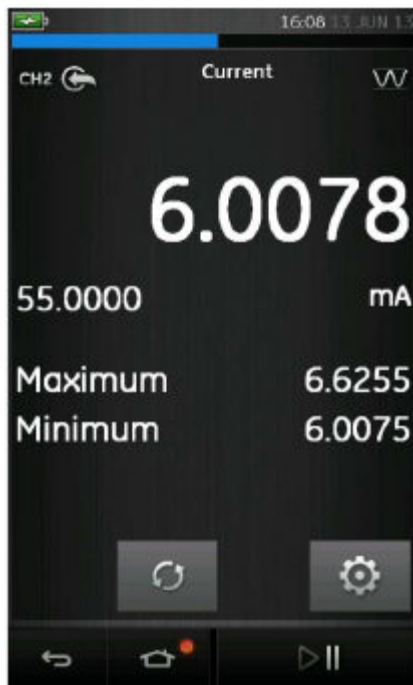 16:08 13 JUN 13
CH2 Current
6.0078
55.0000 mA
Maximum 6.6255
Minimum 6.0075